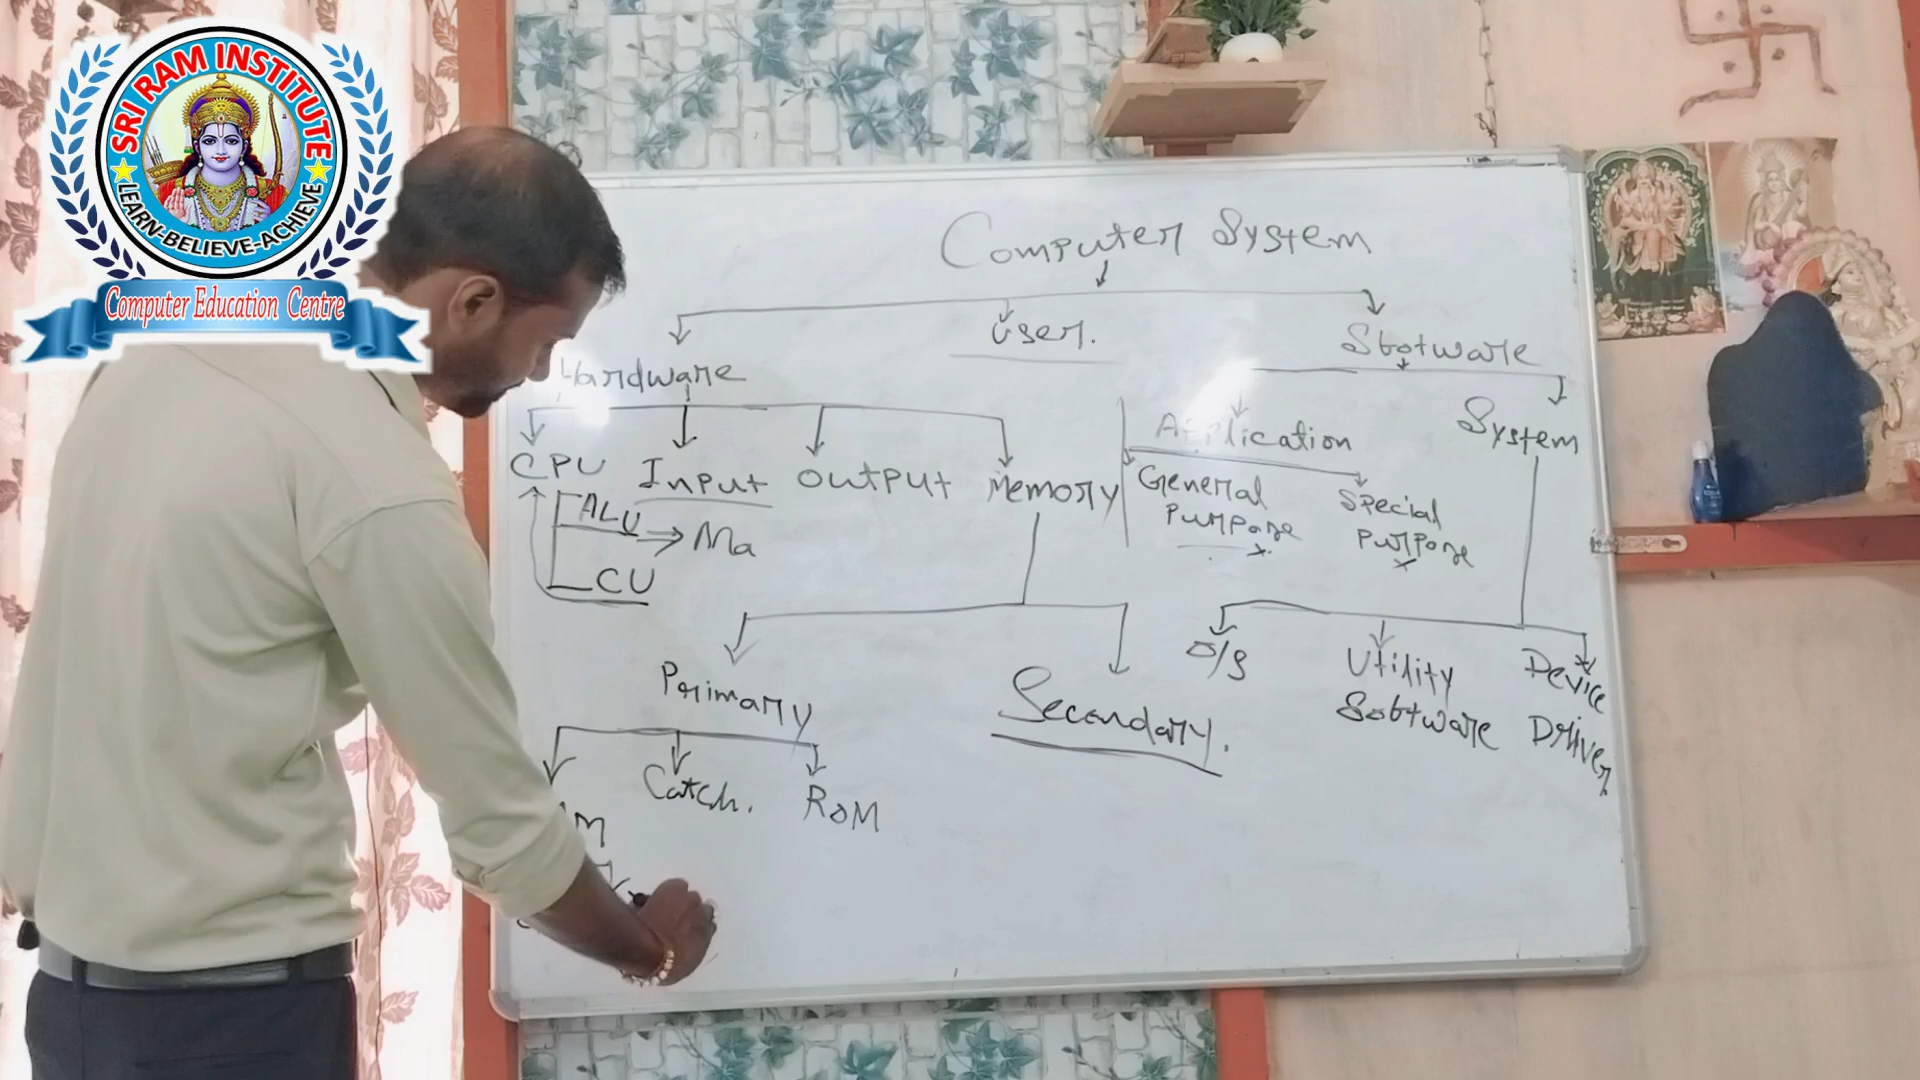 SRI RAM INSTITUTE
LEARN-BELIEVE-ACHIEVE
Computer Education Centre
Computer System
Hardware
User.
Sbotware
CPU
Input
Output
Memory
Application
System
ALU
Ma
CU
General
Purpose
Special
Purpose
Primary
Secondary.
O/S
Utility
Software
Device
Driver
Catch.
ROM